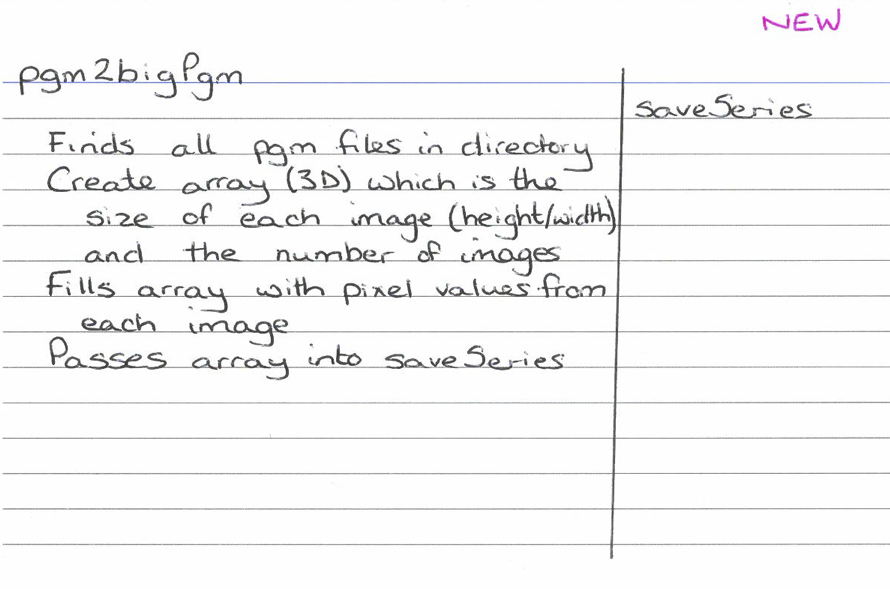 NEW
pgm2bigPgm
saveSeries
Finds all pgm files in directory
Create array (3D) which is the
size of each image (height/width)
and the number of images
Fills array with pixel values from
each image
Passes array into saveSeries